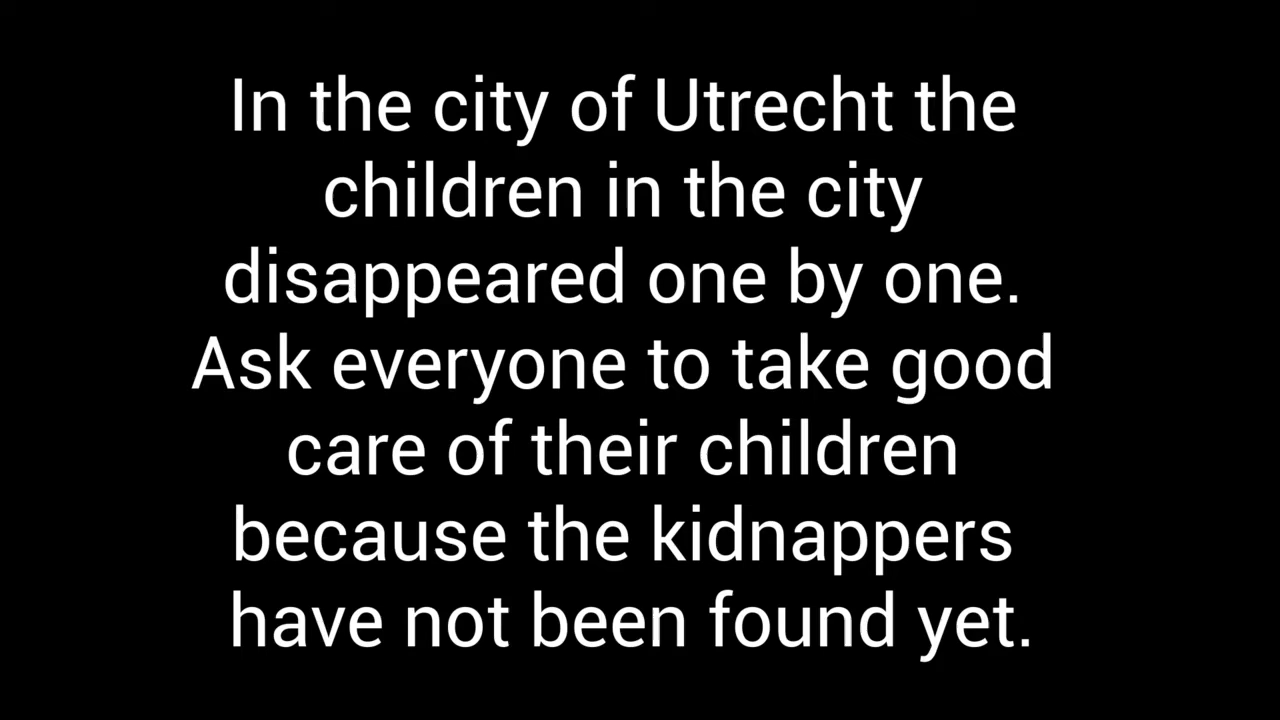 In the city of Utrecht the
children in the city
disappeared one by one.
Ask everyone to take good
care of their children
because the kidnappers
have not been found yet.